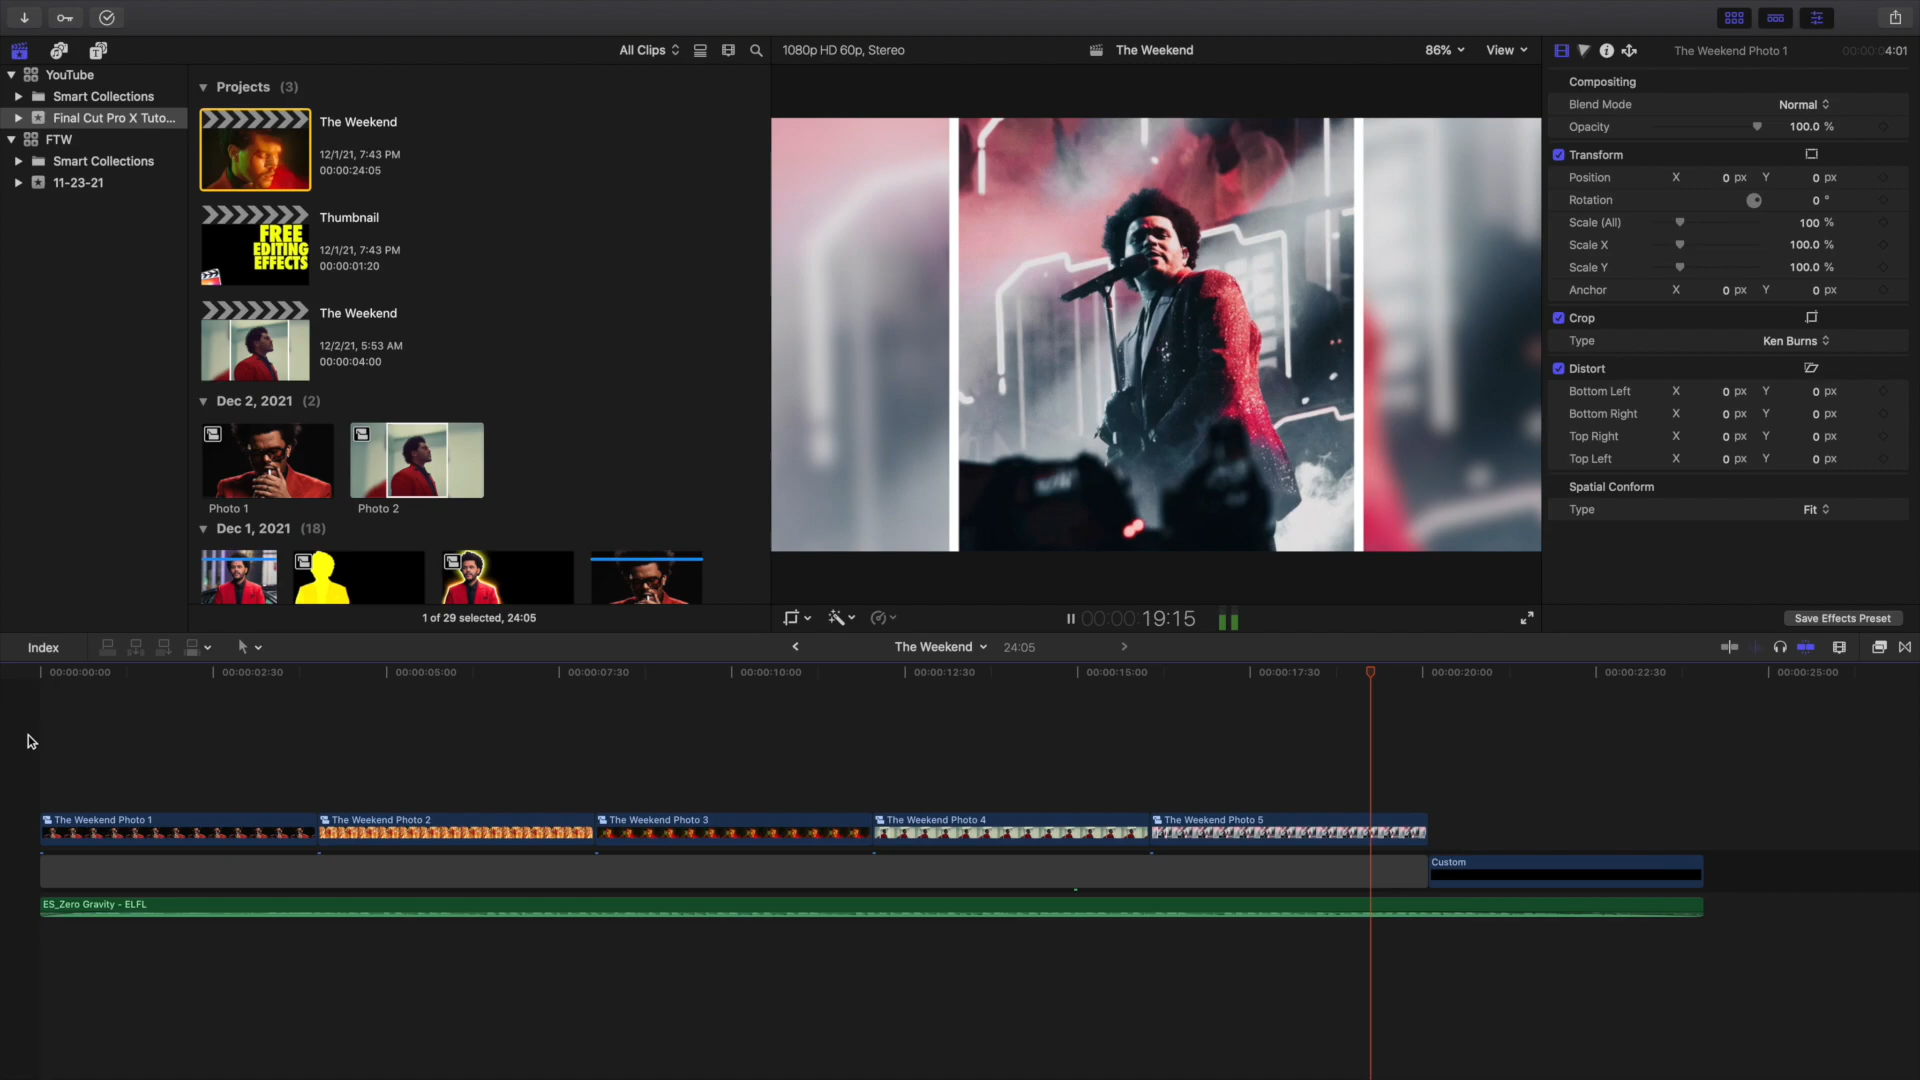 All Clips
1080p HD 60p, Stereo
The Weekend
86%
View
The Weekend Photo 1
00:00:04:01
YouTube
Smart Collections
Final Cut Pro X Tuto...
FTW
Smart Collections
11-23-21
Projects (3)
The Weekend
12/1/21, 7:43 PM
00:00:24:05
Thumbnail
FREE
EDITING
EFFECTS
12/1/21, 7:43 PM
00:00:01:20
The Weekend
12/2/21, 5:53 AM
00:00:04:00
Dec 2, 2021 (2)
Photo 1
Photo 2
Dec 1, 2021 (18)
1 of 29 selected, 24:05
00:00:19:15
Compositing
Blend Mode Normal
Opacity 100.0 %
Transform
Position X 0 px Y 0 px
Rotation 0 °
Scale (All) 100 %
Scale X 100.0 %
Scale Y 100.0 %
Anchor X 0 px Y 0 px
Crop
Type Ken Burns
Distort
Bottom Left X 0 px Y 0 px
Bottom Right X 0 px Y 0 px
Top Right X 0 px Y 0 px
Top Left X 0 px Y 0 px
Spatial Conform
Type Fit
Save Effects Preset
Index
The Weekend
24:05
00:00:00:00
00:00:02:30
00:00:05:00
00:00:07:30
00:00:10:00
00:00:12:30
00:00:15:00
00:00:17:30
00:00:20:00
00:00:22:30
00:00:25:00
The Weekend Photo 1
The Weekend Photo 2
The Weekend Photo 3
The Weekend Photo 4
The Weekend Photo 5
Custom
ES_Zero Gravity - ELFL